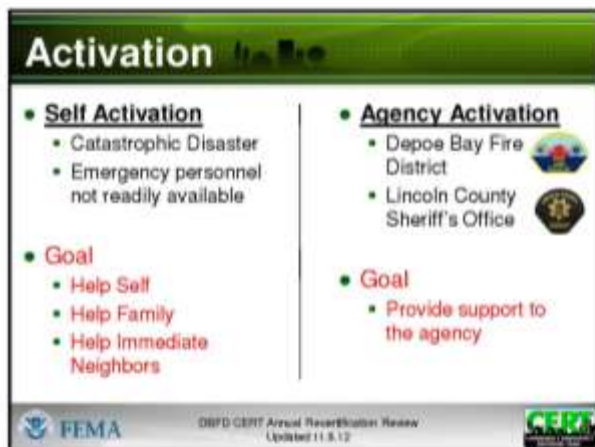 Activation
Self Activation
Catastrophic Disaster
Emergency personnel
not readily available
Goal
Help Self
Help Family
Help Immediate
Neighbors
Agency Activation
Depoe Bay Fire
District
Lincoln County
Sheriff's Office
Goal
Provide support to
the agency
FEMA
DBFD CERT Annual Recertification Review
Updated 11.5.12
CERT